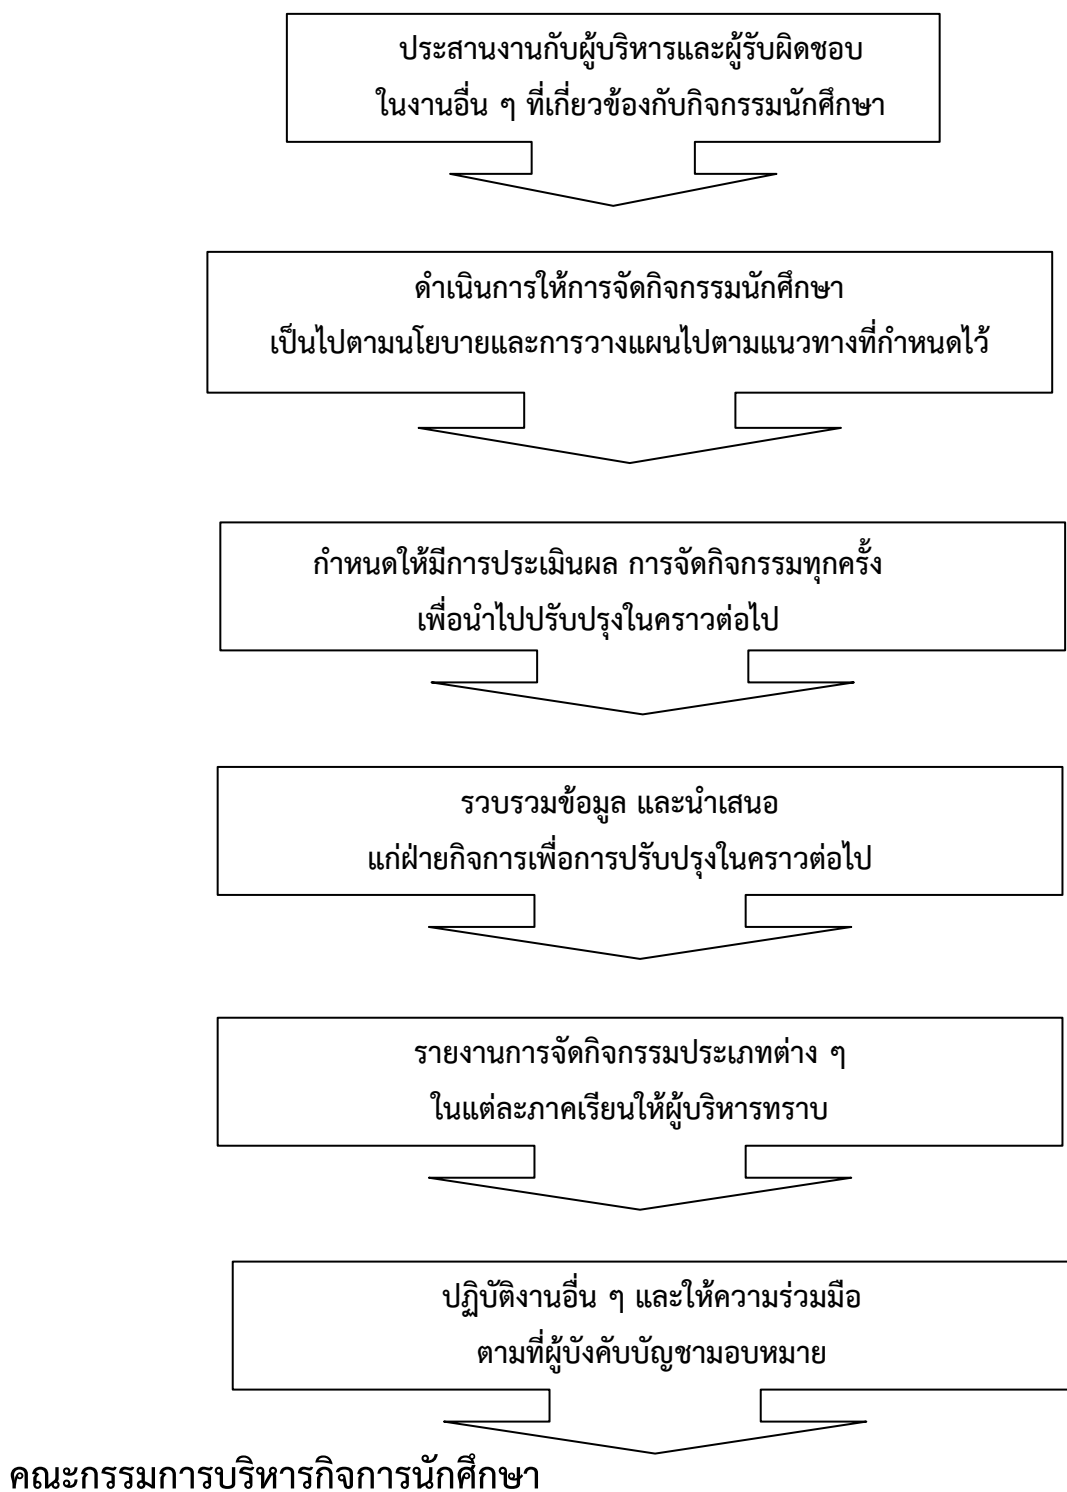 ประสานงานกับผู้บริหารและผู้รับผิดชอบ
ในงานอื่น ๆ ที่เกี่ยวข้องกับกิจกรรมนักศึกษา
ดำเนินการให้การจัดกิจกรรมนักศึกษา
เป็นไปตามนโยบายและการวางแผนไปตามแนวทางที่กำหนดไว้
กำหนดให้มีการประเมินผล การจัดกิจกรรมทุกครั้ง
เพื่อนำไปปรับปรุงในคราวต่อไป
รวบรวมข้อมูล และนำเสนอ
แก่ฝ่ายกิจการเพื่อการปรับปรุงในคราวต่อไป
รายงานการจัดกิจกรรมประเภทต่าง ๆ
ในแต่ละภาคเรียนให้ผู้บริหารทราบ
ปฏิบัติงานอื่น ๆ และให้ความร่วมมือ
ตามที่ผู้บังคับบัญชามอบหมาย
คณะกรรมการบริหารกิจการนักศึกษา